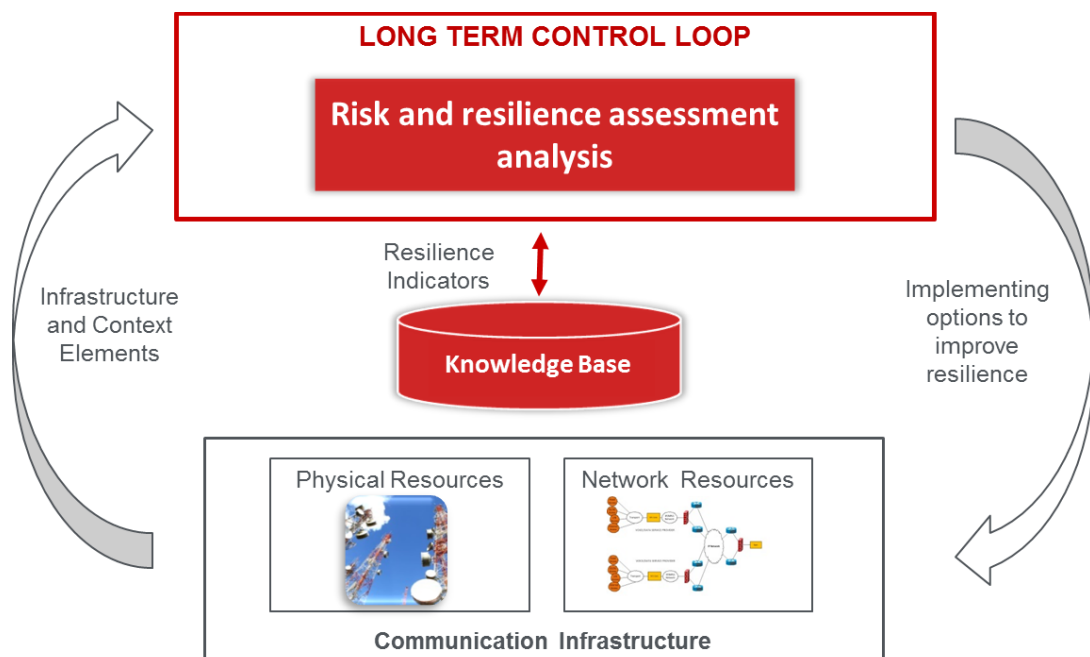 LONG TERM CONTROL LOOP
Risk and resilience assessment
analysis
Resilience
Indicators
Infrastructure
and Context
Elements
Implementing
options to
improve
resilience
Knowledge Base
Physical Resources
Network Resources
Communication Infrastructure